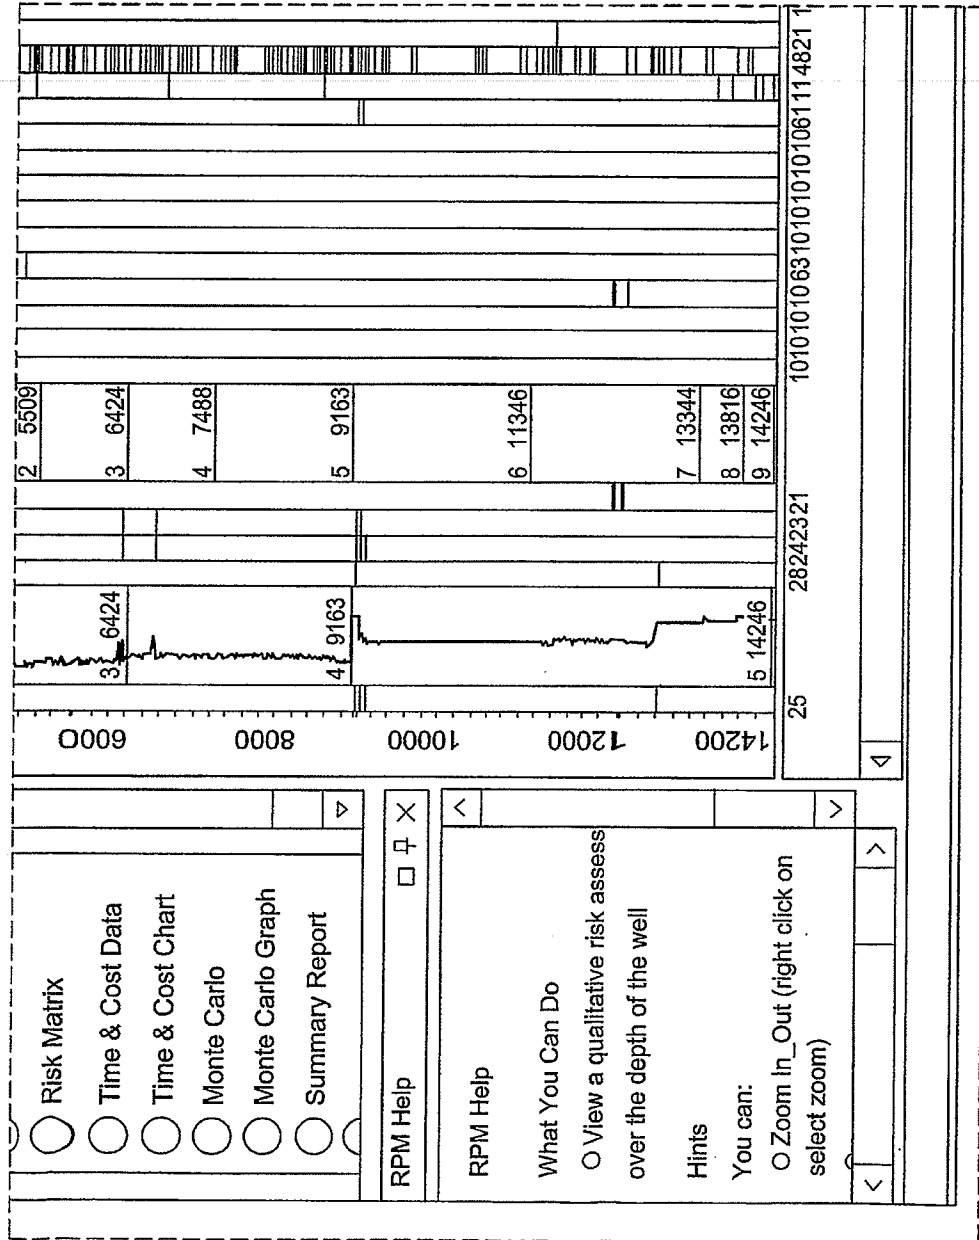 Risk Matrix
Time & Cost Data
Time & Cost Chart
Monte Carlo
Monte Carlo Graph
Summary Report
RPM Help
RPM Help
What You Can Do
View a qualitative risk assess
over the depth of the well
Hints
You can:
Zoom In_Out (right click on
select zoom)
6000
8000
10000
12000
14200
3 6424
4 9163
5 14246
2 5509
3 6424
4 7488
5 9163
6 11346
7 13344
8 13816
9 14246
25
28242321
1010101063101010101061114821 1